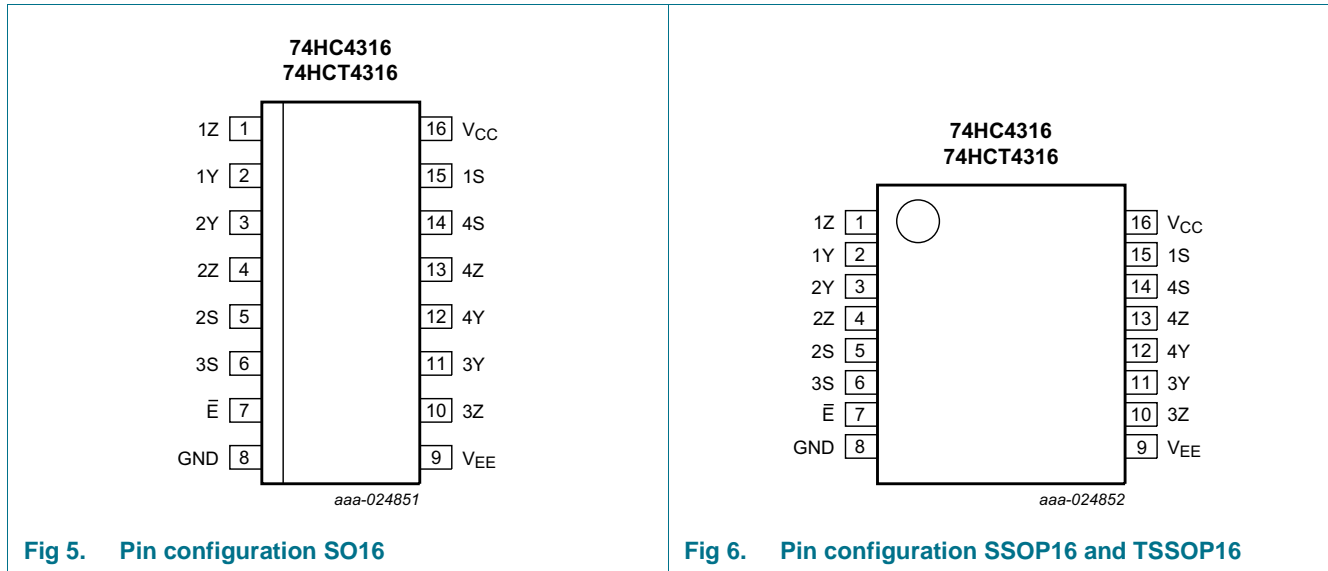 74HC4316
74HCT4316
1Z 1 16 VCC
1Y 2 15 1S
2Y 3 14 4S
2Z 4 13 4Z
2S 5 12 4Y
3S 6 11 3Y
E̅ 7 10 3Z
GND 8 9 VEE
aaa-024851
Fig 5. Pin configuration SO16
74HC4316
74HCT4316
1Z 1 16 VCC
1Y 2 15 1S
2Y 3 14 4S
2Z 4 13 4Z
2S 5 12 4Y
3S 6 11 3Y
E̅ 7 10 3Z
GND 8 9 VEE
aaa-024852
Fig 6. Pin configuration SSOP16 and TSSOP16